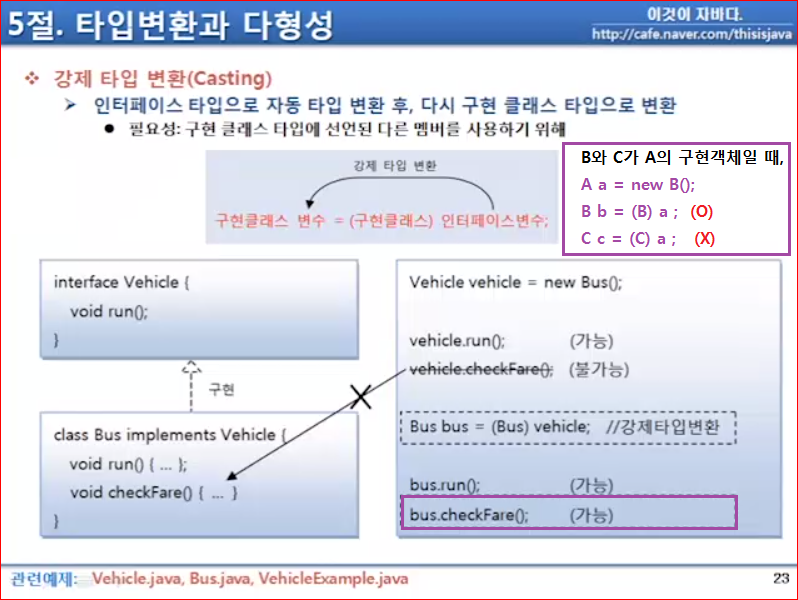 5절. 타입변환과 다형성
이것이 자바다.
http://cafe.naver.com/thisisjava
❖ 강제 타입 변환(Casting)
➤ 인터페이스 타입으로 자동 타입 변환 후, 다시 구현 클래스 타입으로 변환
● 필요성: 구현 클래스 타입에 선언된 다른 멤버를 사용하기 위해
강제 타입 변환
구현클래스 변수 = (구현클래스) 인터페이스변수;
B와 C가 A의 구현객체일 때,
A a = new B();
B b = (B) a ; (O)
C c = (C) a ; (X)
interface Vehicle {
void run();
}
구현
class Bus implements Vehicle {
void run() { ... };
void checkFare() { ... }
}
Vehicle vehicle = new Bus();
vehicle.run(); (가능)
vehicle.checkFare(); (불가능)
Bus bus = (Bus) vehicle; //강제타입변환
bus.run(); (가능)
bus.checkFare(); (가능)
관련예제: Vehicle.java, Bus.java, VehicleExample.java
23